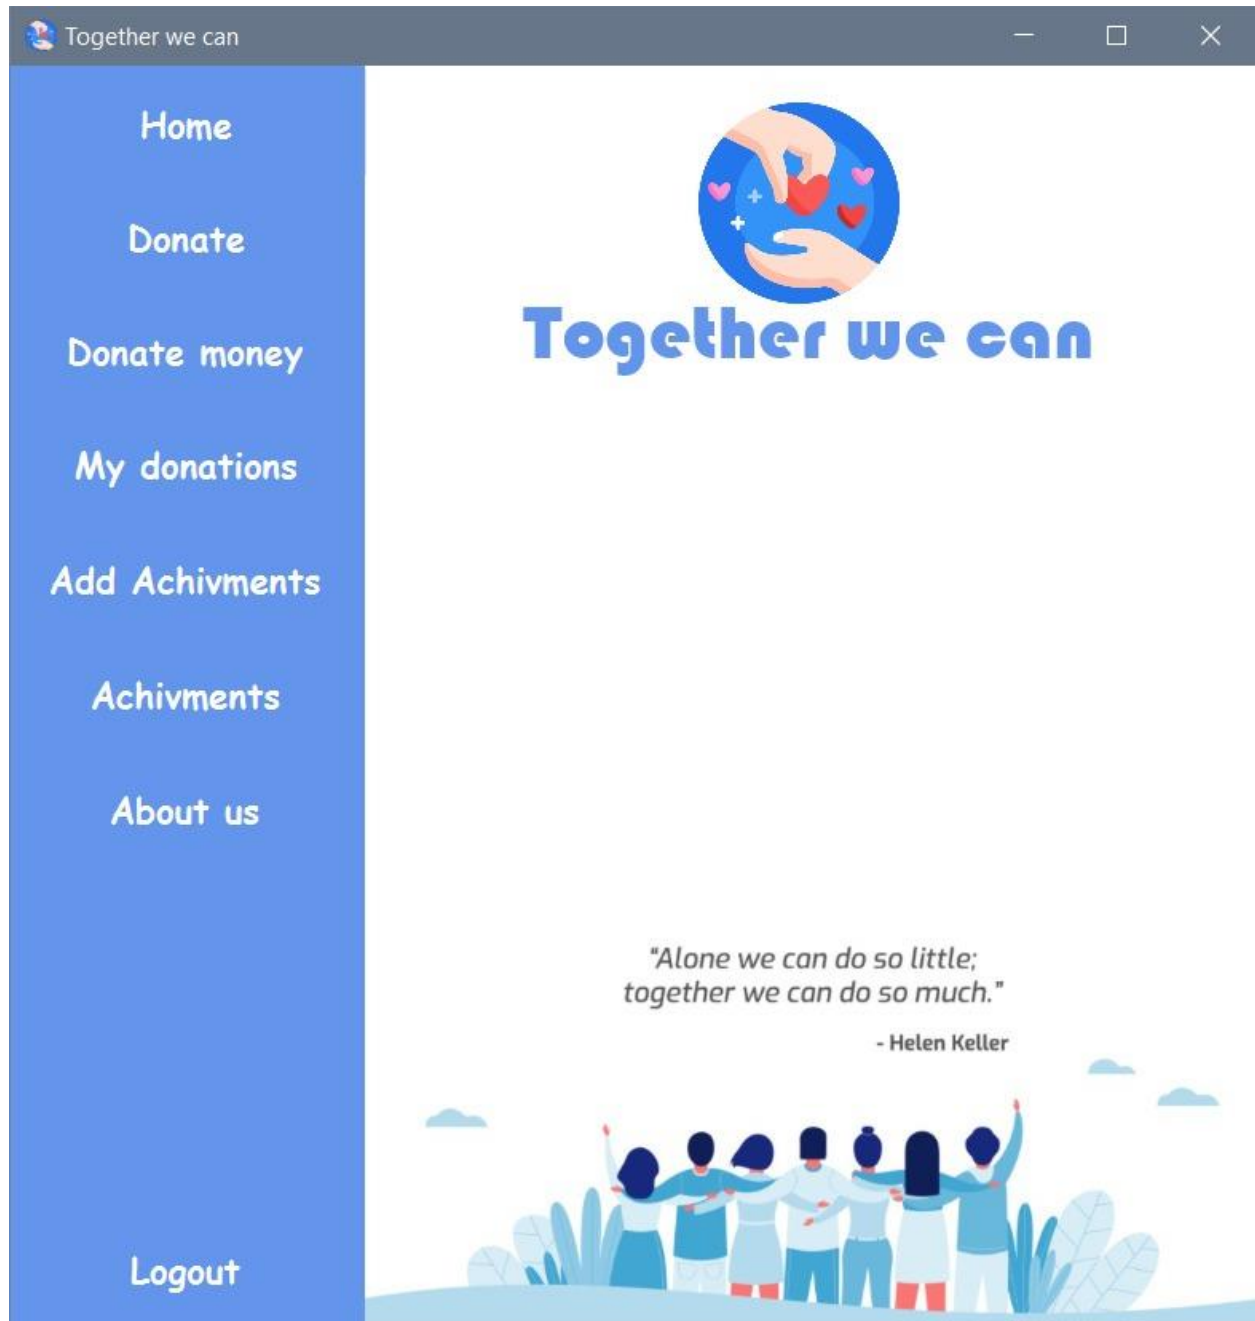 Together we can
Home
Donate
Donate money
My donations
Add Achivments
Achivments
About us
Logout
Together we can
“Alone we can do so little;
together we can do so much.”
- Helen Keller